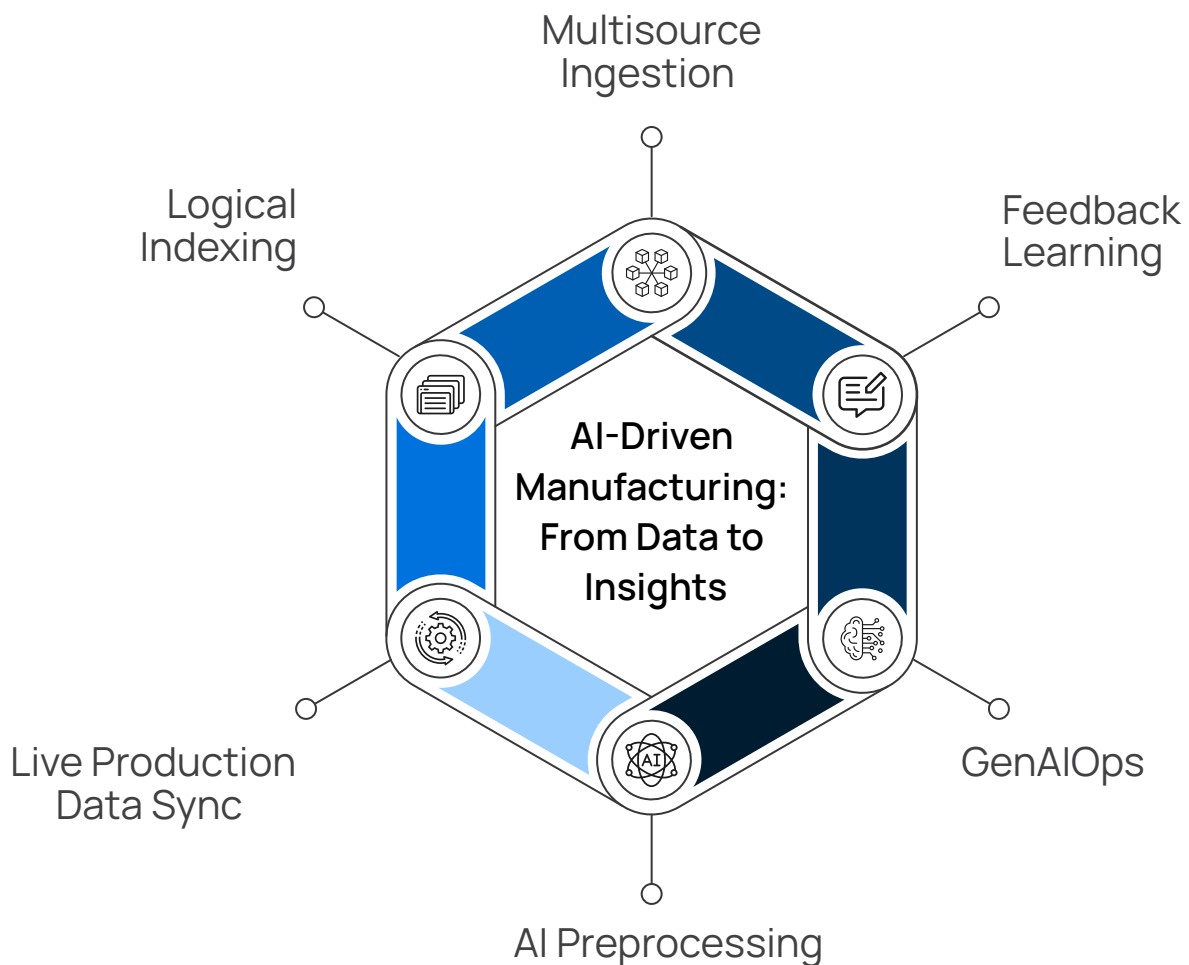 Multisource
Ingestion
Logical
Indexing
Feedback
Learning
AI-Driven
Manufacturing:
From Data to
Insights
AI
Live Production
Data Sync
GenAIOps
AI Preprocessing